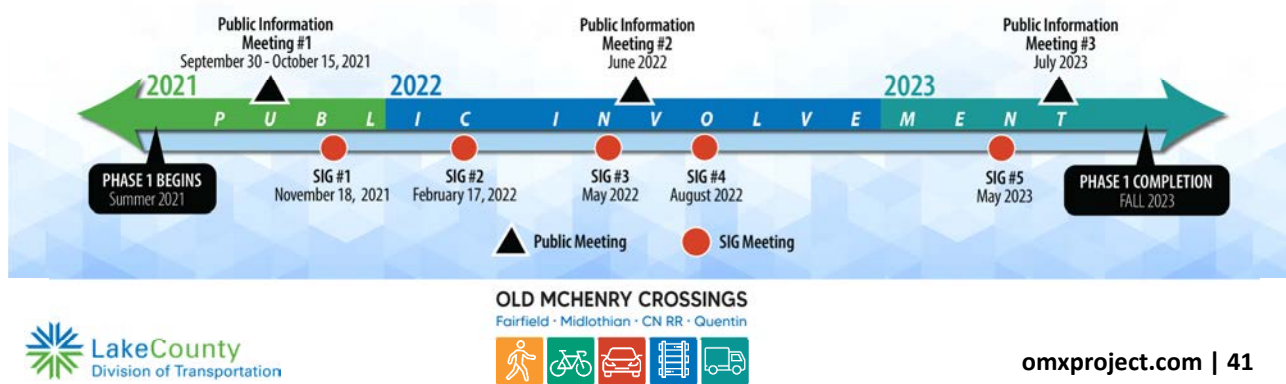 Public Information
Meeting #1
September 30 - October 15, 2021
Public Information
Meeting #2
June 2022
Public Information
Meeting #3
July 2023
2021
2022
2023
PUBLIC INVOLVEMENT
PHASE 1 BEGINS
Summer 2021
SIG #1
November 18, 2021
SIG #2
February 17, 2022
SIG #3
May 2022
SIG #4
August 2022
SIG #5
May 2023
PHASE 1 COMPLETION
FALL 2023
Public Meeting
SIG Meeting
OLD MCHENRY CROSSINGS
Fairfield · Midlothian · CN RR · Quentin
LakeCounty
Division of Transportation
omxproject.com | 41